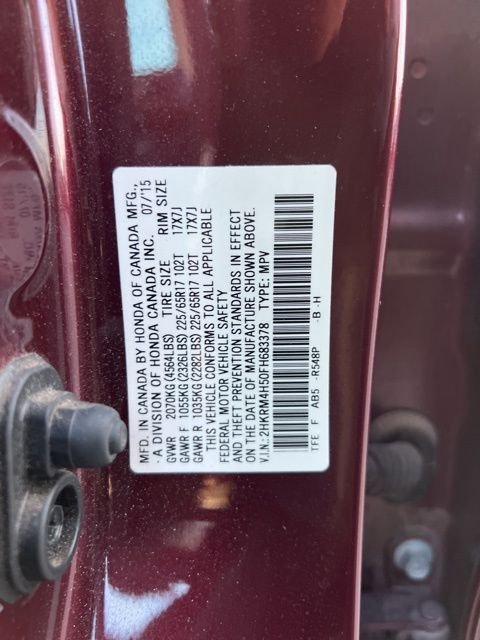 MFD. IN CANADA BY HONDA OF CANADA MFG.,
A DIVISION OF HONDA CANADA INC. 07/15
GVWR 2070KG(4564LBS) TIRE SIZE RIM SIZE
GAWR F 1055KG(2326LBS) 225/65R17 102T 17X7J
GAWR R 1035KG(2282LBS) 225/65R17 102T 17X7J
THIS VEHICLE CONFORMS TO ALL APPLICABLE
FEDERAL MOTOR VEHICLE SAFETY
AND THEFT PREVENTION STANDARDS IN EFFECT
ON THE DATE OF MANUFACTURE SHOWN ABOVE.
V.I.N.:2HKRM4H50FH683378 TYPE: MPV
TFE F AB5 -R548P -B -H